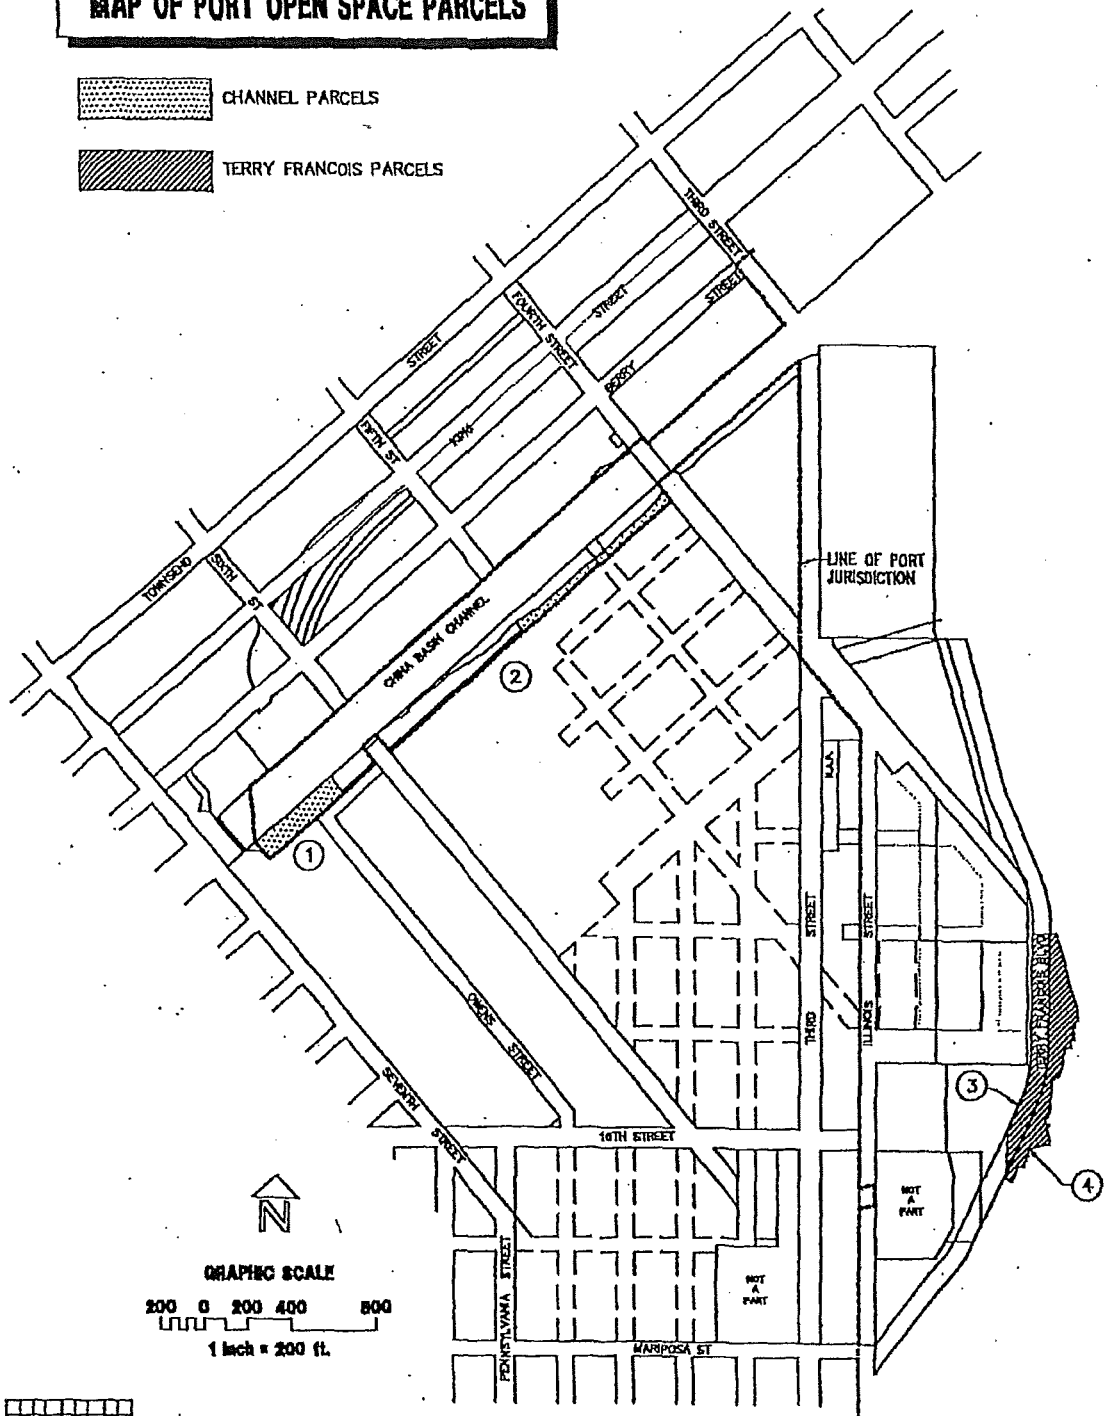 MAP OF PORT OPEN SPACE PARCELS
CHANNEL PARCELS
TERRY FRANCOIS PARCELS
THIRD STREET
STREET
STREET
FOURTH STREET
BERRY
STREET
FIFTH ST
KING
TOWNSEND
SIXTH
ST
CHINA BASIN CHANNEL
LINE OF PORT
JURISDICTION
2
1
STREET
STREET
TERRY FRANCOIS BLVD
OWENS
STREET
THIRD
ILLINOIS
3
SEVENTH
STREET
16TH STREET
4
NOT
A
PART
N
GRAPHIC SCALE
200 0 200 400 800
1 inch = 200 ft.
PENNSYLVANIA STREET
NOT
A
PART
MARIPOSA ST